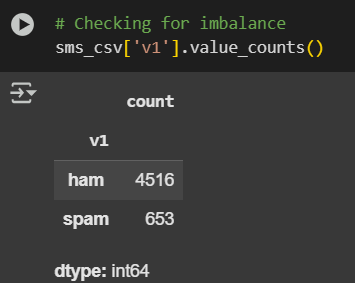 # Checking for imbalance
sms_csv['v1'].value_counts()
count
v1
ham 4516
spam 653
dtype: int64